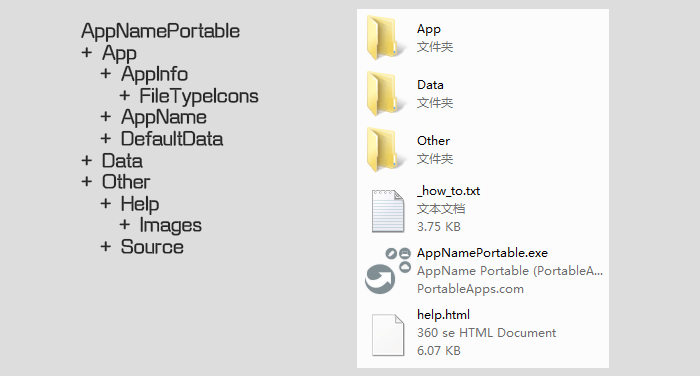 AppNamePortable
+ App
+ AppInfo
+ FileTypeIcons
+ AppName
+ DefaultData
+ Data
+ Other
+ Help
+ Images
+ Source
App
文件夹
Data
文件夹
Other
文件夹
_how_to.txt
文本文档
3.75 KB
AppNamePortable.exe
AppName Portable (PortableA...
PortableApps.com
help.html
360 se HTML Document
6.07 KB